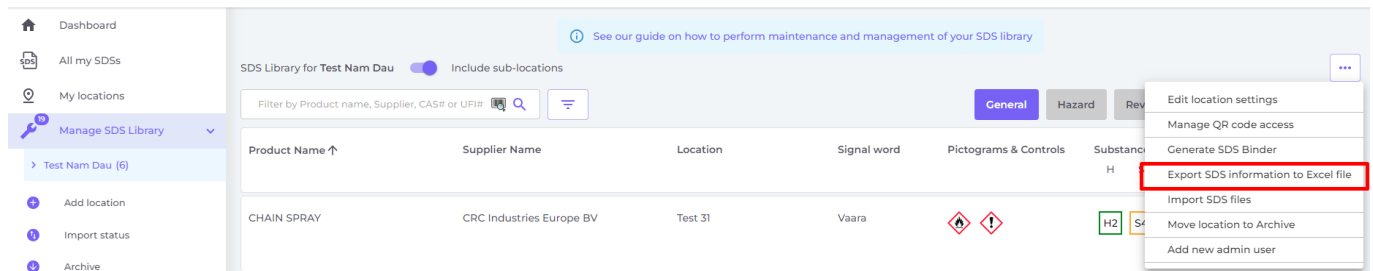 Dashboard
See our guide on how to perform maintenance and management of your SDS library
SDS
All my SDSs
SDS Library for Test Nam Dau
Include sub-locations
...
My locations
Filter by Product name, Supplier, CAS# or UFI#
General
Hazard
Rev
Edit location settings
19
Manage SDS Library
Manage QR code access
Product Name
Supplier Name
Location
Signal word
Pictograms & Controls
Substanc
Generate SDS Binder
Test Nam Dau (6)
H
Export SDS information to Excel file
Add location
Import SDS files
CHAIN SPRAY
CRC Industries Europe BV
Test 31
Vaara
H2
S4
Move location to Archive
Import status
Add new admin user
Archive